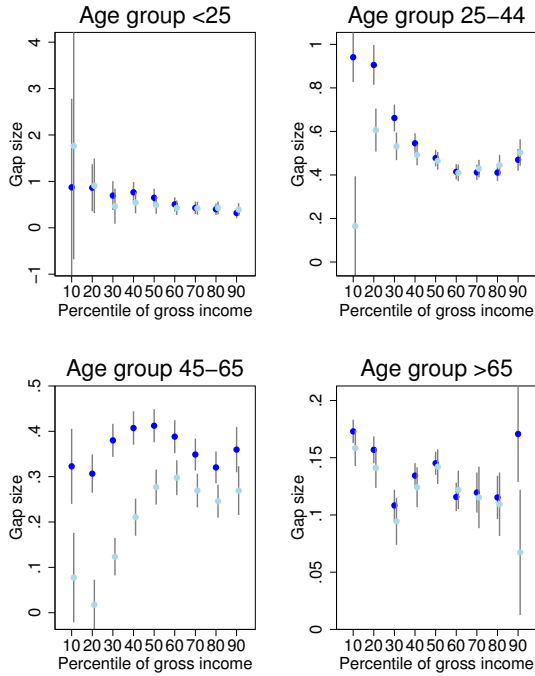 Age group <25
Gap size
4
3
2
1
0
−1
10 20 30 40 50 60 70 80 90
Percentile of gross income
Age group 25−44
Gap size
1
.8
.6
.4
.2
0
10 20 30 40 50 60 70 80 90
Percentile of gross income
Age group 45−65
Gap size
.5
.4
.3
.2
.1
0
10 20 30 40 50 60 70 80 90
Percentile of gross income
Age group >65
Gap size
.2
.15
.1
.05
0
10 20 30 40 50 60 70 80 90
Percentile of gross income